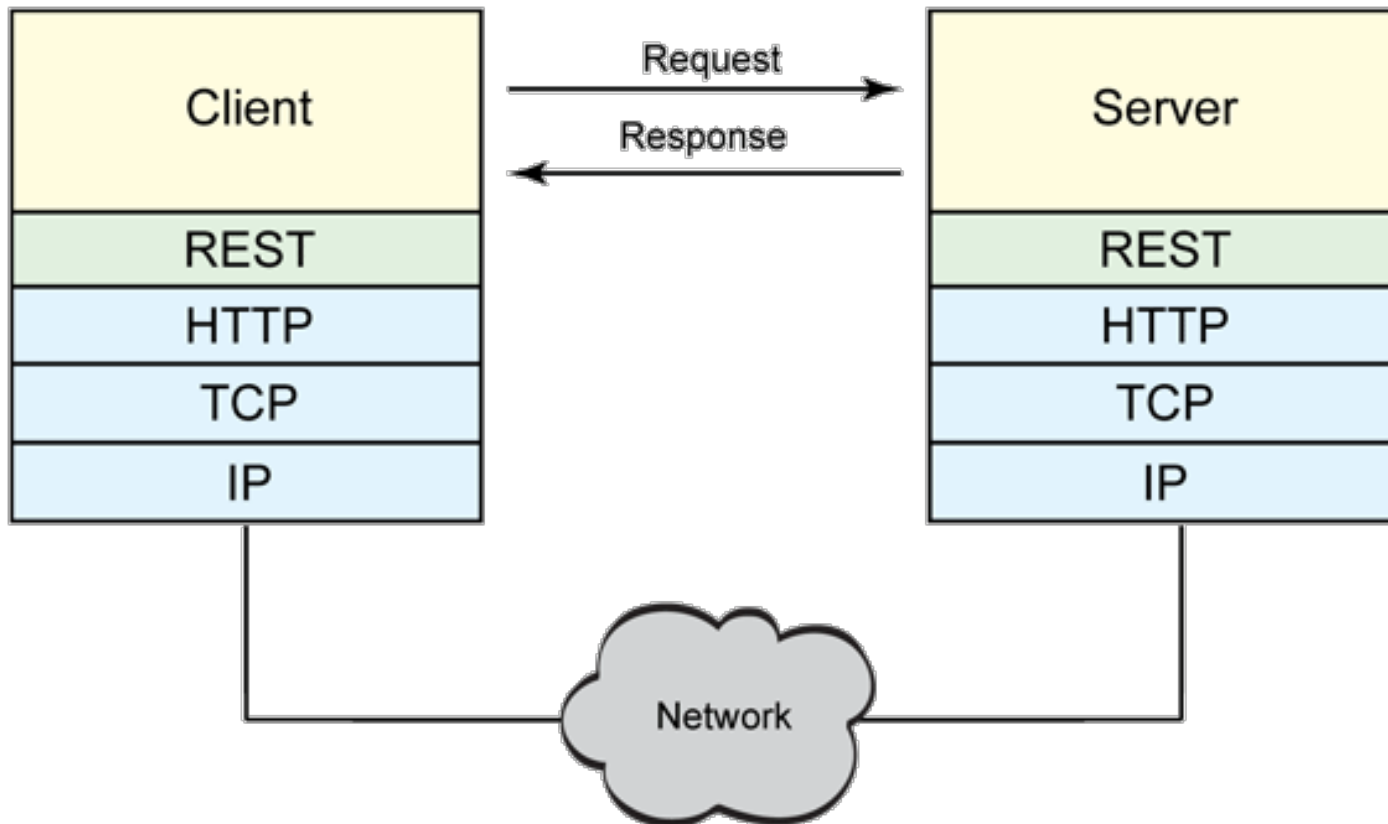 Client
Request
Response
Server
REST
HTTP
TCP
IP
REST
HTTP
TCP
IP
Network